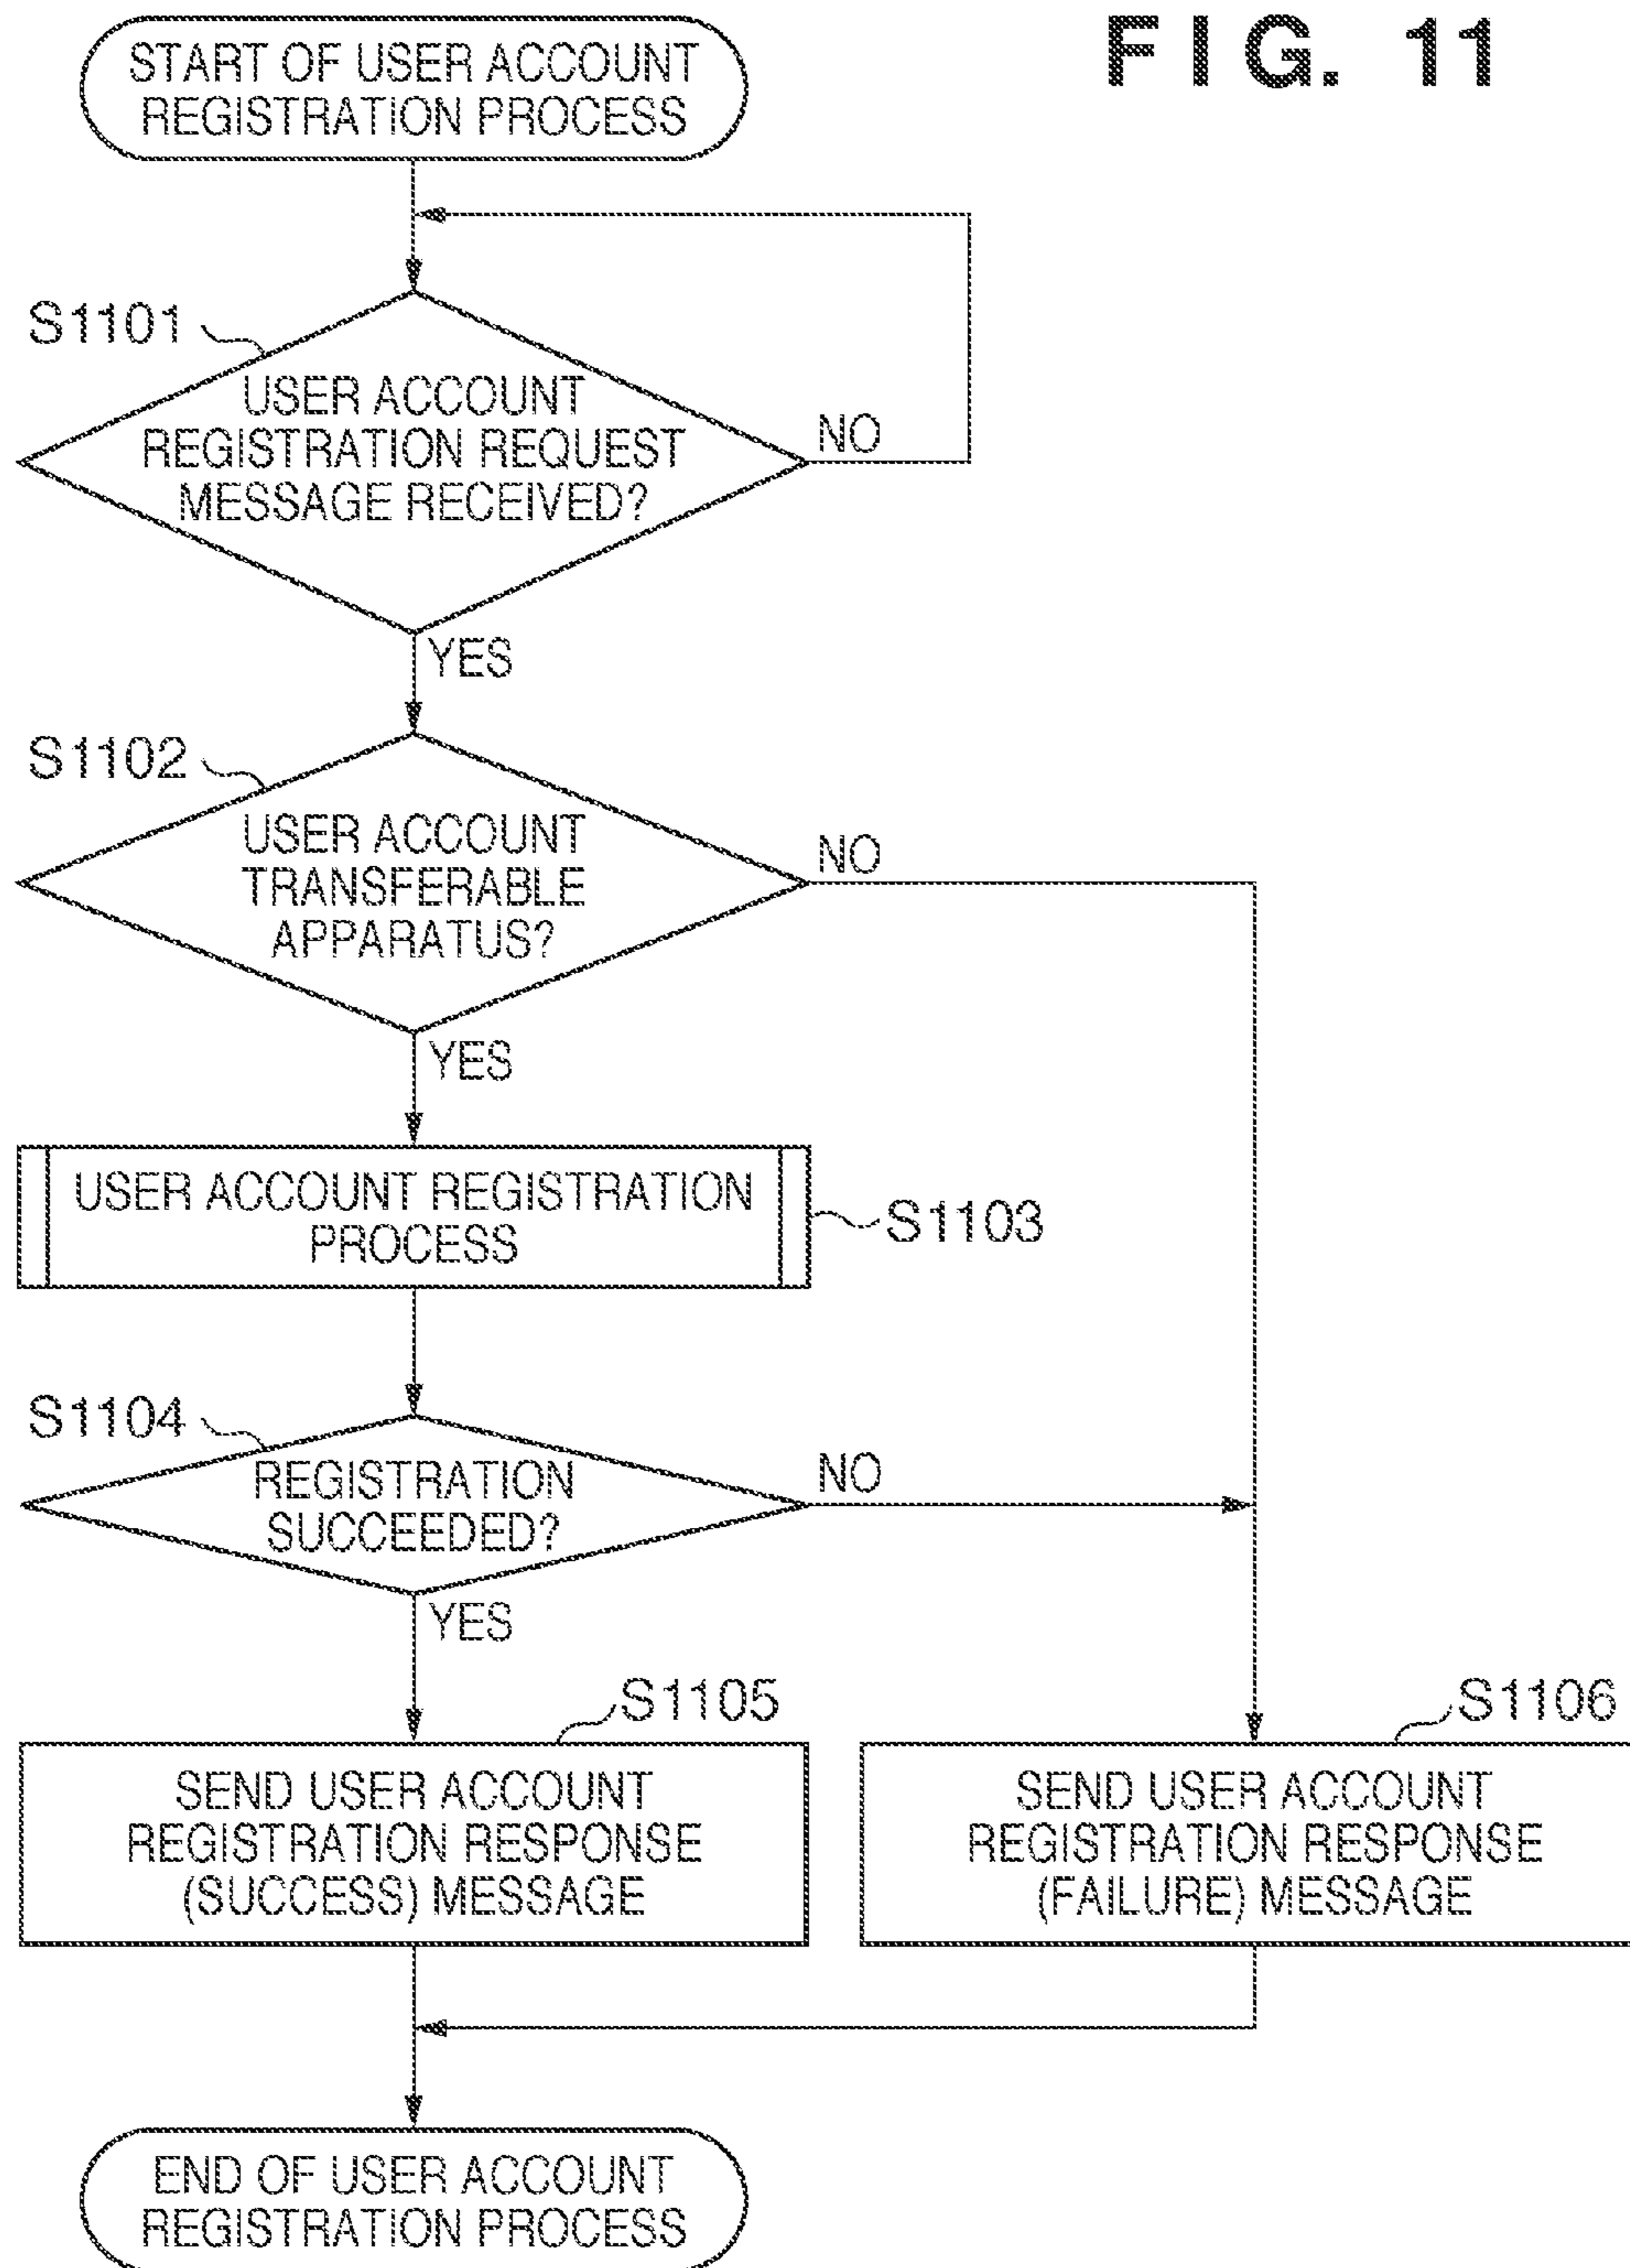 FIG. 11
START OF USER ACCOUNT
REGISTRATION PROCESS
S1101
USER ACCOUNT
REGISTRATION REQUEST
MESSAGE RECEIVED?
NO
YES
S1102
USER ACCOUNT
TRANSFERABLE
APPARATUS?
NO
YES
USER ACCOUNT REGISTRATION
PROCESS
S1103
S1104
REGISTRATION
SUCCEEDED?
NO
YES
S1105
SEND USER ACCOUNT
REGISTRATION RESPONSE
(SUCCESS) MESSAGE
S1106
SEND USER ACCOUNT
REGISTRATION RESPONSE
(FAILURE) MESSAGE
END OF USER ACCOUNT
REGISTRATION PROCESS